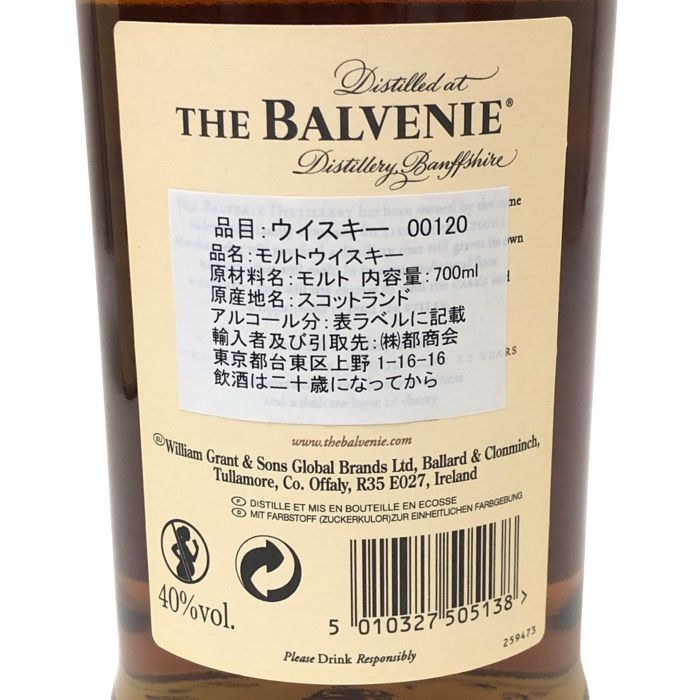 Distilled at
THE BALVENIE®
Distillery, Banffshire
品目:ウイスキー 00120
品名:モルトウイスキー
原材料名:モルト 内容量:700ml
原産地名:スコットランド
アルコール分:表ラベルに記載
輸入者及び引取先:㈱都商会
東京都台東区上野 1-16-16
飲酒は二十歳になってから
www.thebalvenie.com
EU William Grant & Sons Global Brands Ltd, Ballard & Clonminch,
Tullamore, Co. Offaly, R35 E027, Ireland
F DISTILLE ET MIS EN BOUTEILLE EN ECOSSE
D MIT FARBSTOFF (ZUCKERKULOR)ZUR EINHEITLICHEN FARBGEBUNG
40%vol.
5 010327 505138 >
259473
Please Drink Responsibly